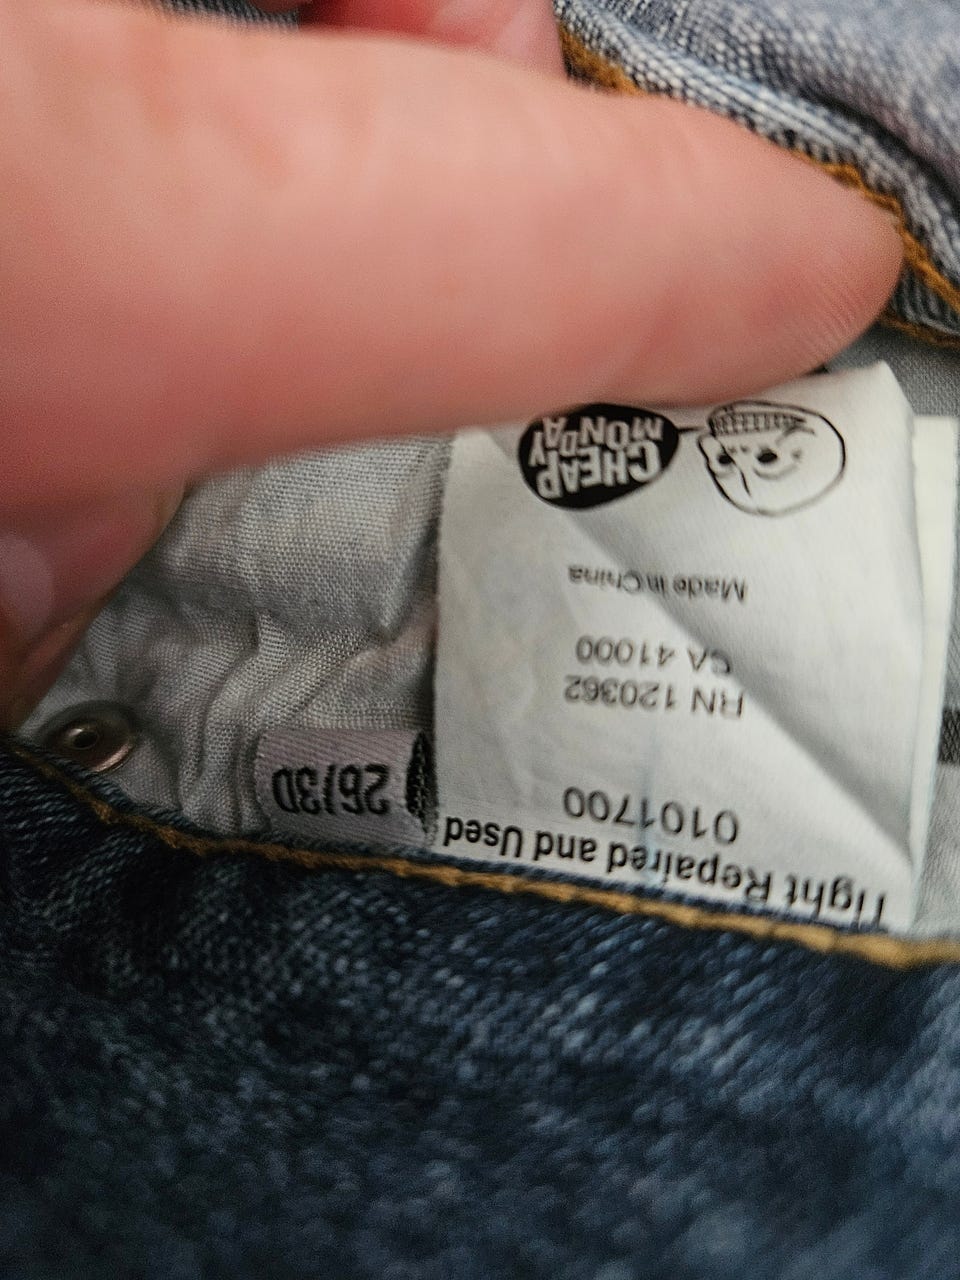 Tight Repaired and Used
0101700
RN 120362
CA 41000
Made in China
CHEAP
MONDAY
26/30